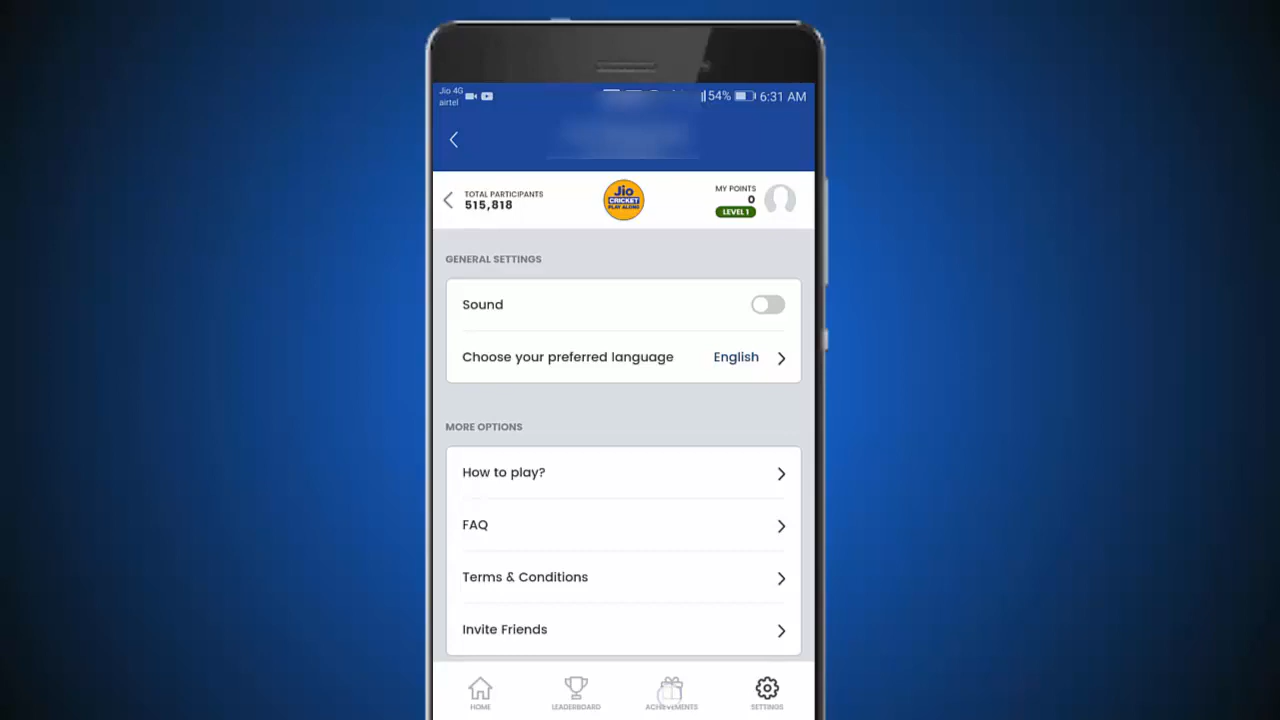 Jio 4G
airtel
54% 6:31 AM
TOTAL PARTICIPANTS
515,818
Jio
CRICKET
PLAY ALONG
MY POINTS
0
LEVEL 1
GENERAL SETTINGS
Sound
Choose your preferred language English
MORE OPTIONS
How to play?
FAQ
Terms & Conditions
Invite Friends
HOME LEADERBOARD ACHIEVEMENTS SETTINGS